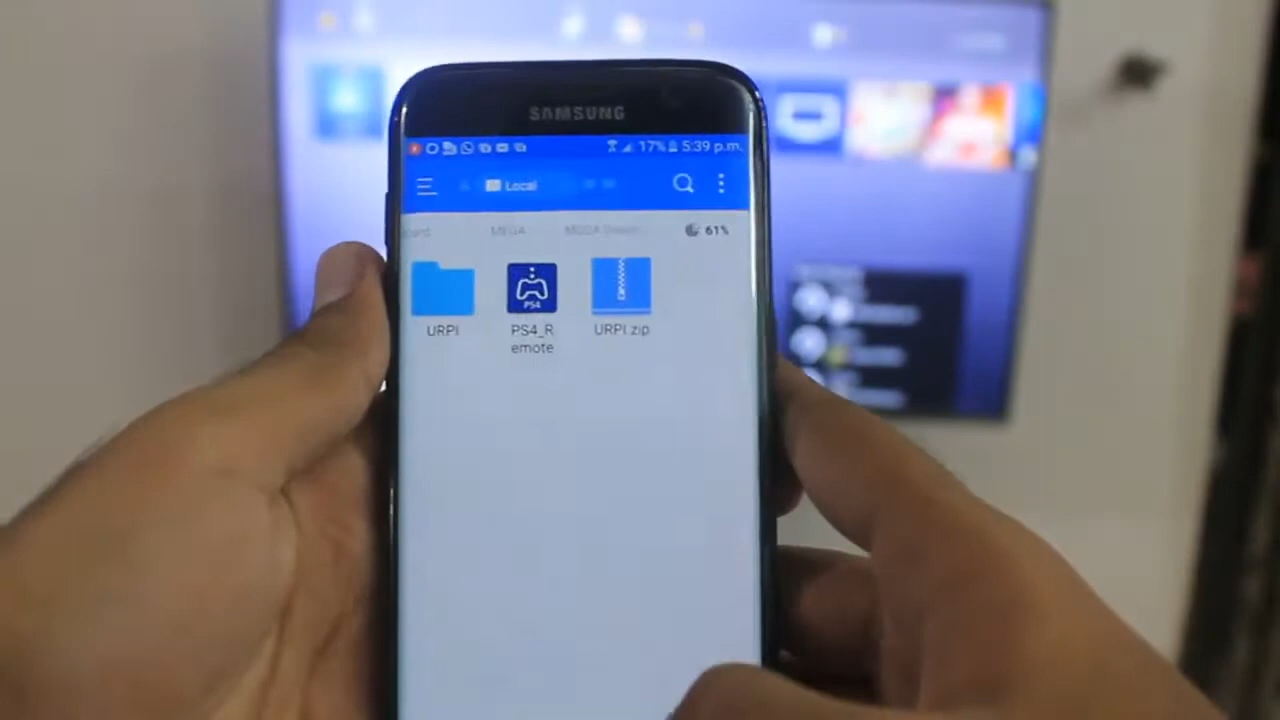 SAMSUNG
17% 5:39 p.m.
Local
MEGA
61%
URPI
PS4
PS4_R
emote
URPI.zip